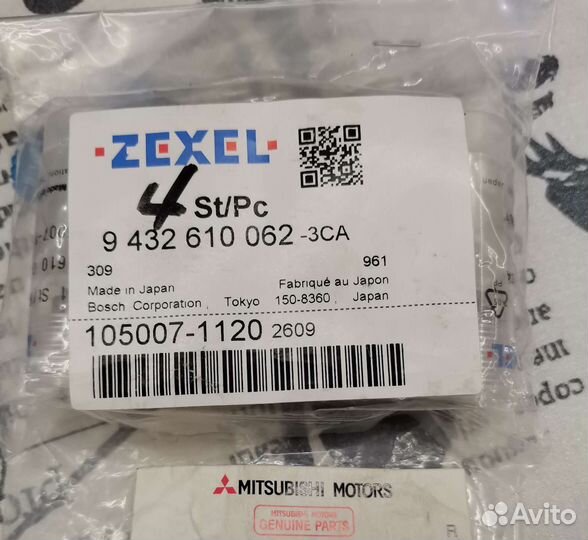 ZEXEL
4 St/Pc
9 432 610 062 -3CA
309 961
Made in Japan Fabriqué au Japon
Bosch Corporation, Tokyo 150-8360, Japan
105007-1120 2609
MITSUBISHI MOTORS
MITSUBISHI MOTORS
GENUINE PARTS
Avito